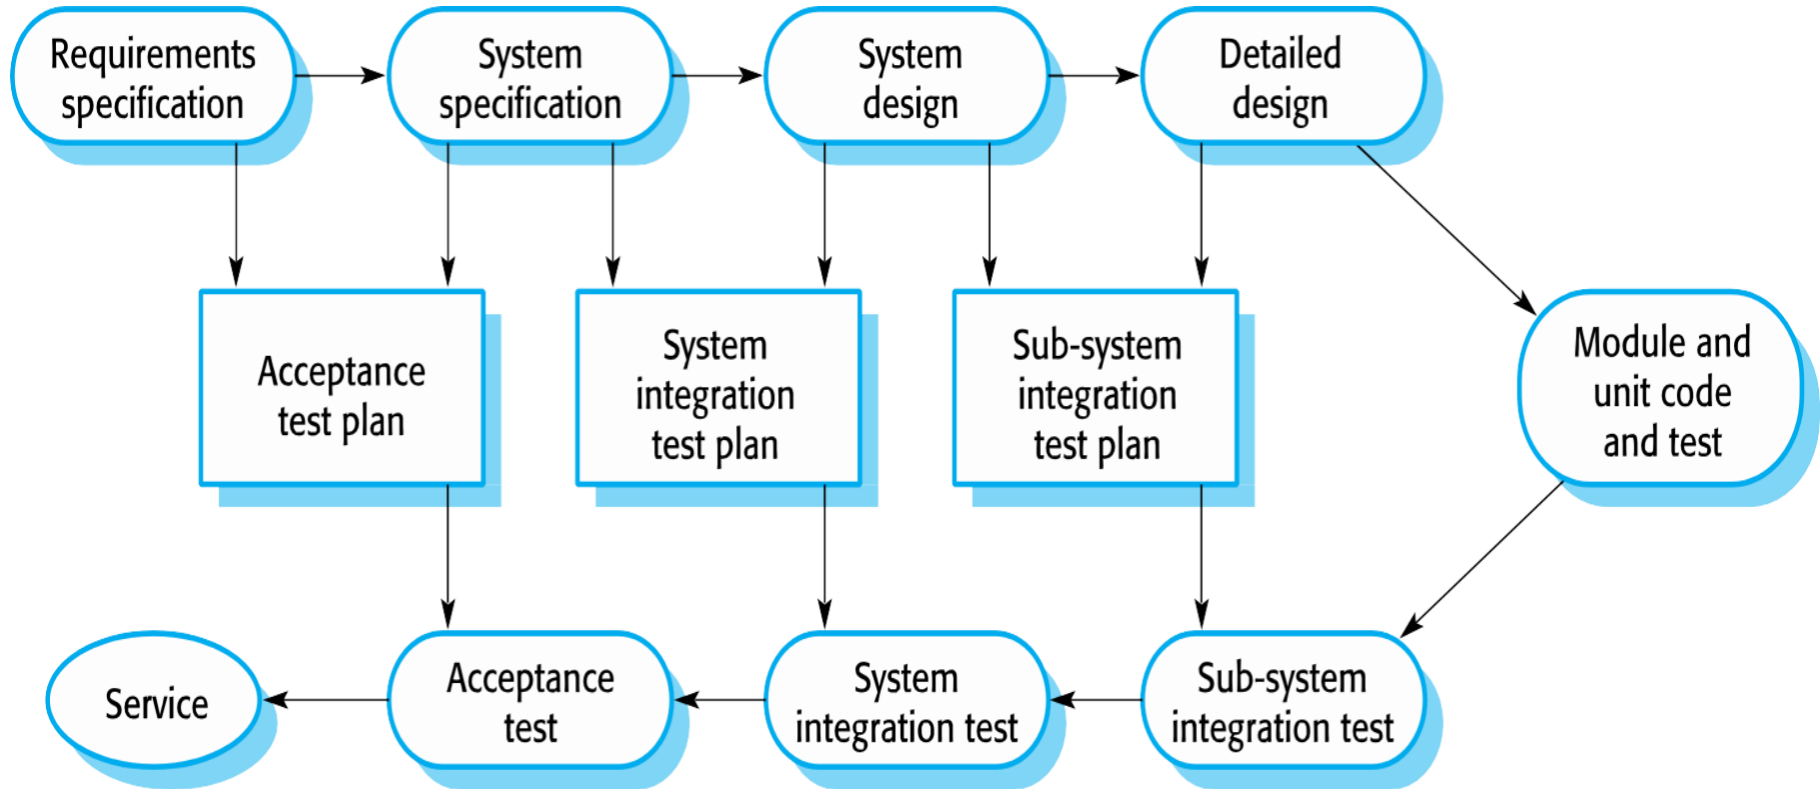 Requirements
specification
System
specification
System
design
Detailed
design
Acceptance
test plan
System
integration
test plan
Sub-system
integration
test plan
Module and
unit code
and test
Service
Acceptance
test
System
integration test
Sub-system
integration test